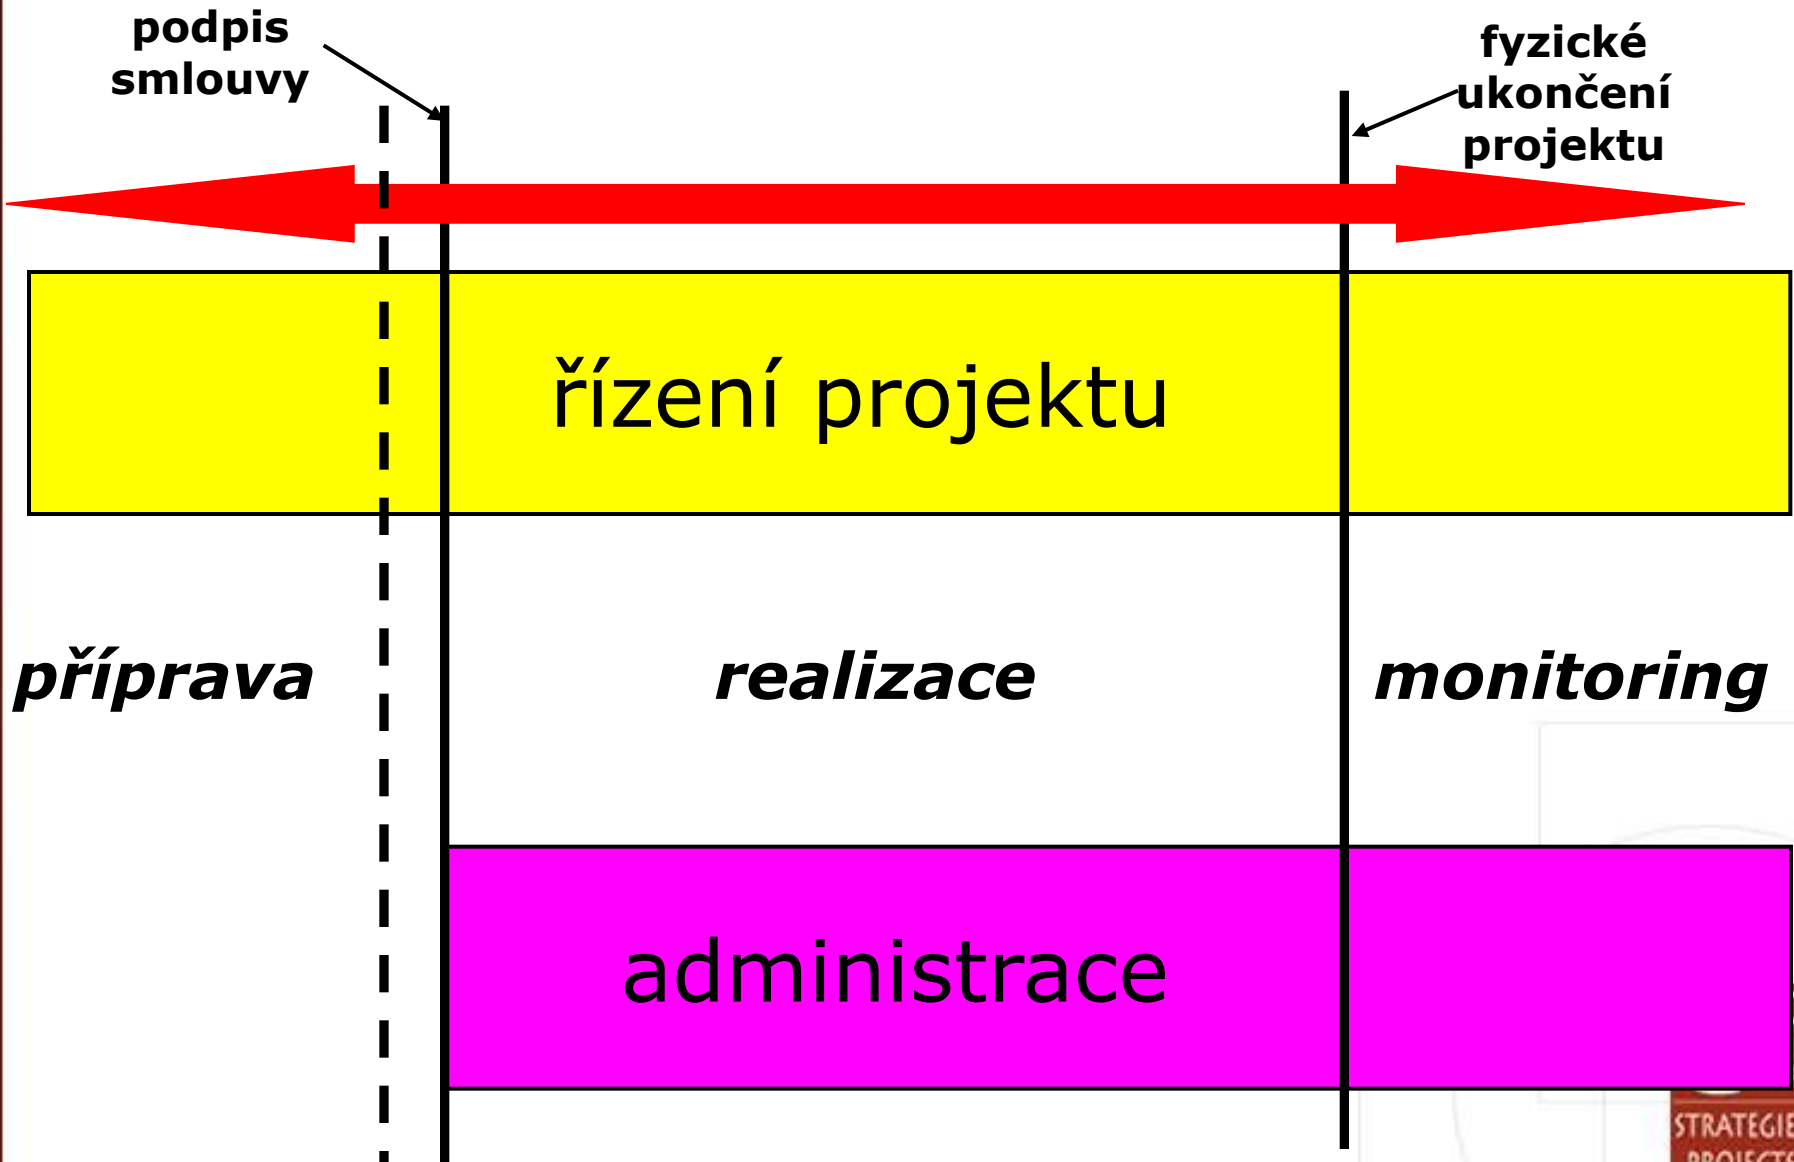 podpis
smlouvy
fyzické
ukončení
projektu
řízení projektu
příprava
realizace
monitoring
administrace
STRATEGIE